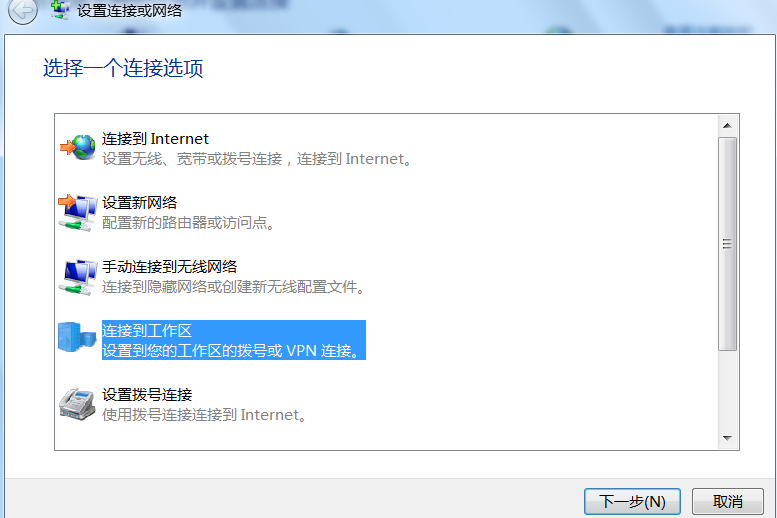 设置连接或网络
选择一个连接选项
连接到 Internet
设置无线、宽带或拨号连接，连接到 Internet。
设置新网络
配置新的路由器或访问点。
手动连接到无线网络
连接到隐藏网络或创建新无线配置文件。
连接到工作区
设置到您的工作区的拨号或 VPN 连接。
设置拨号连接
使用拨号连接连接到 Internet。
下一步(N)
取消